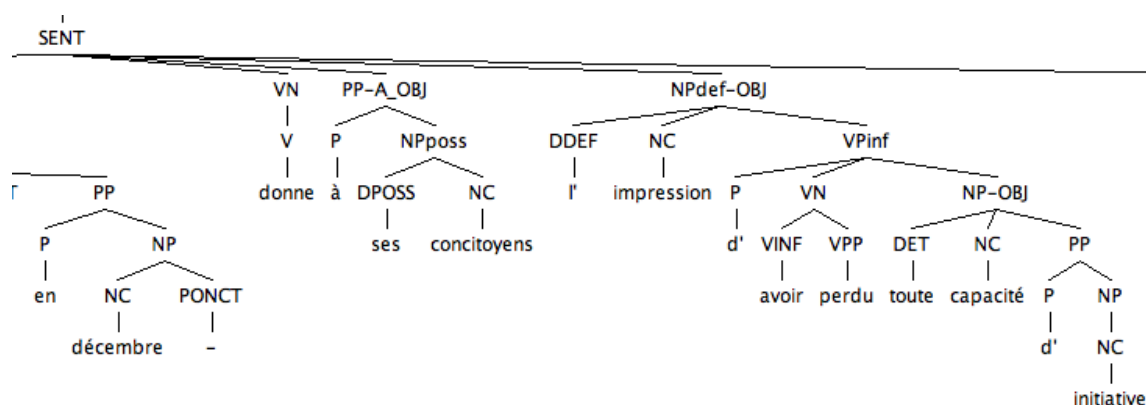 SENT
VN PP-A_OBJ NPdef-OBJ
V P NPposs DDEF NC VPinf
PP donne à DPOSS NC l' impression P VN NP-OBJ
P NP ses concitoyens d' VINF VPP DET NC PP
en NC PONCT avoir perdu toute capacité P NP
décembre - d' NC
initiative